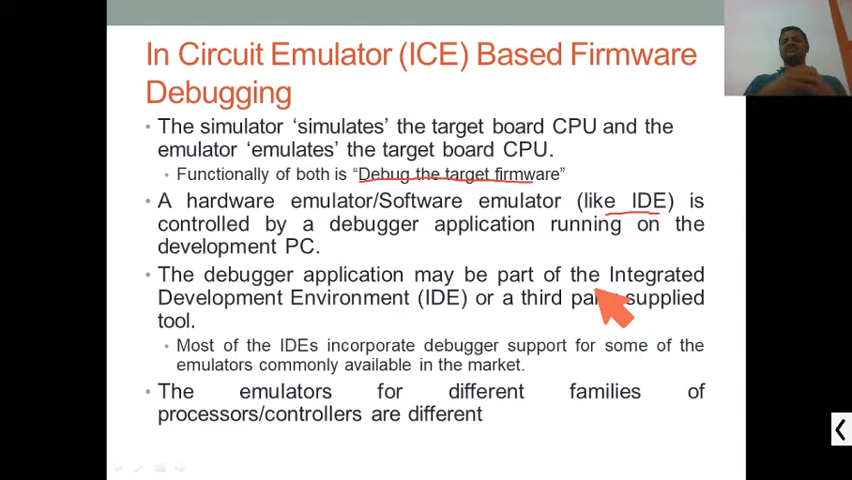 In Circuit Emulator (ICE) Based Firmware
Debugging
• The simulator ‘simulates’ the target board CPU and the
emulator ‘emulates’ the target board CPU.
• Functionally of both is “Debug the target firmware”
• A hardware emulator/Software emulator (like IDE) is
controlled by a debugger application running on the
development PC.
• The debugger application may be part of the Integrated
Development Environment (IDE) or a third supplied
tool.
• Most of the IDEs incorporate debugger support for some of the
emulators commonly available in the market.
• The emulators for different families of
processors/controllers are different